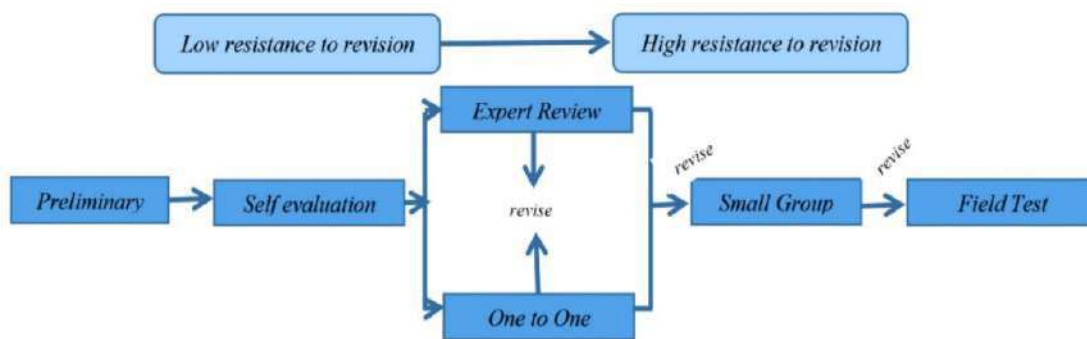 Low resistance to revision
High resistance to revision
Expert Review
revise
revise
Preliminary
Self evaluation
revise
Small Group
Field Test
One to One